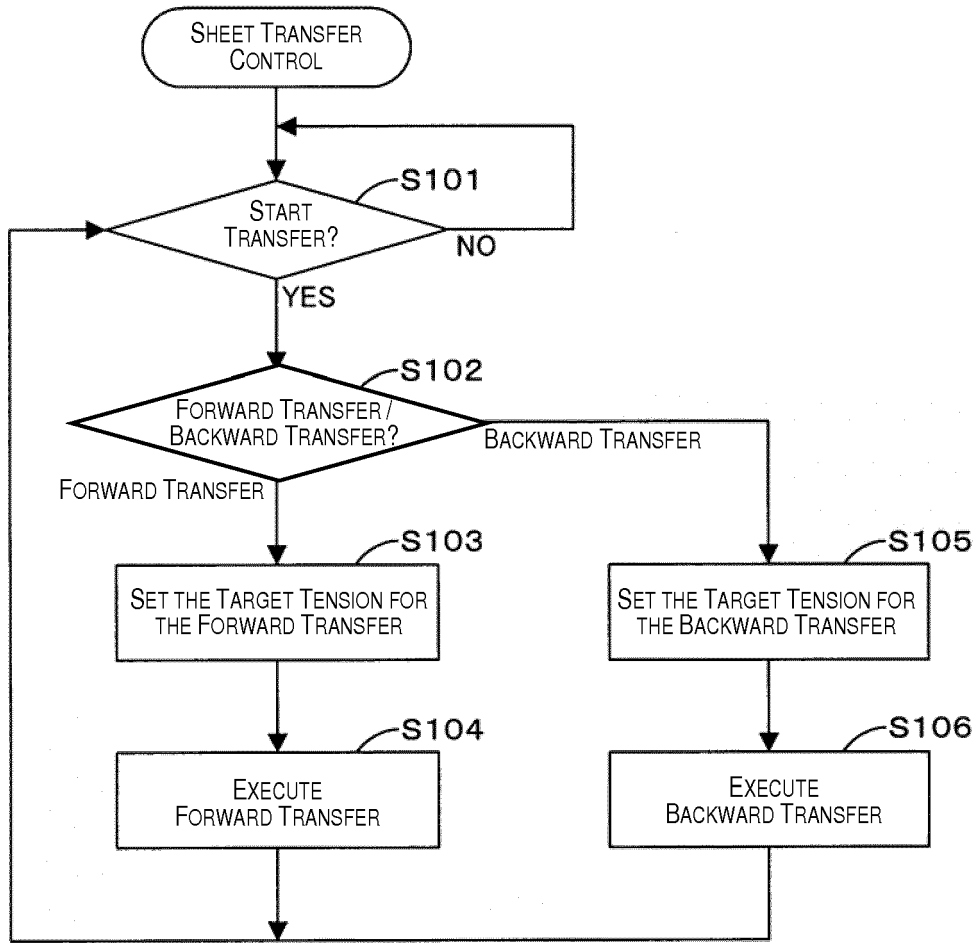 SHEET TRANSFER
CONTROL
S101
START
TRANSFER?
NO
YES
S102
FORWARD TRANSFER /
BACKWARD TRANSFER?
BACKWARD TRANSFER
FORWARD TRANSFER
S103
SET THE TARGET TENSION FOR
THE FORWARD TRANSFER
S105
SET THE TARGET TENSION FOR
THE BACKWARD TRANSFER
S104
EXECUTE
FORWARD TRANSFER
S106
EXECUTE
BACKWARD TRANSFER